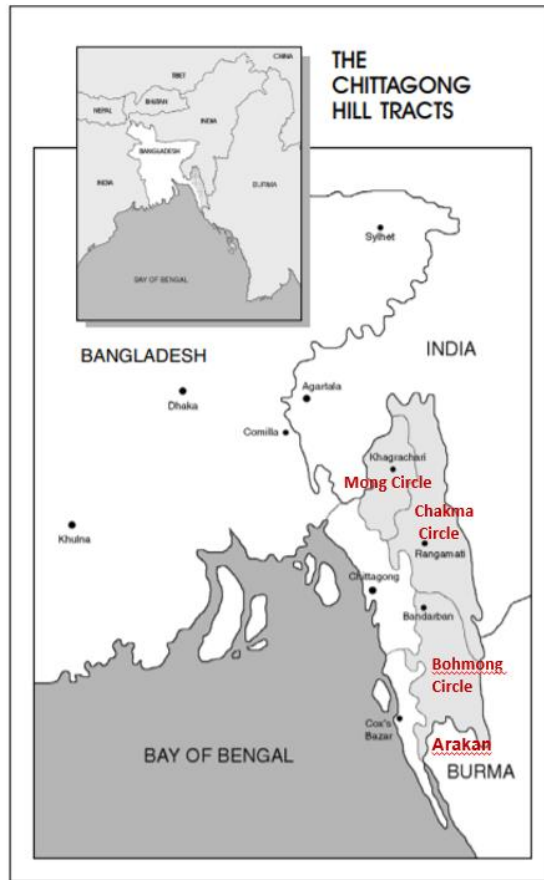 THE
CHITTAGONG
HILL TRACTS
CHINA
TIBET
NEPAL
BHUTAN
INDIA
BANGLADESH
INDIA
BURMA
BAY OF BENGAL
Sylhet
BANGLADESH
INDIA
Agartala
Dhaka
Comilla
Khagrachari
Mong Circle
Chakma
Circle
Khulna
Rangamati
Chittagong
Bandarban
Bohmong
Circle
Cox's
Bazar
Arakan
BAY OF BENGAL
BURMA